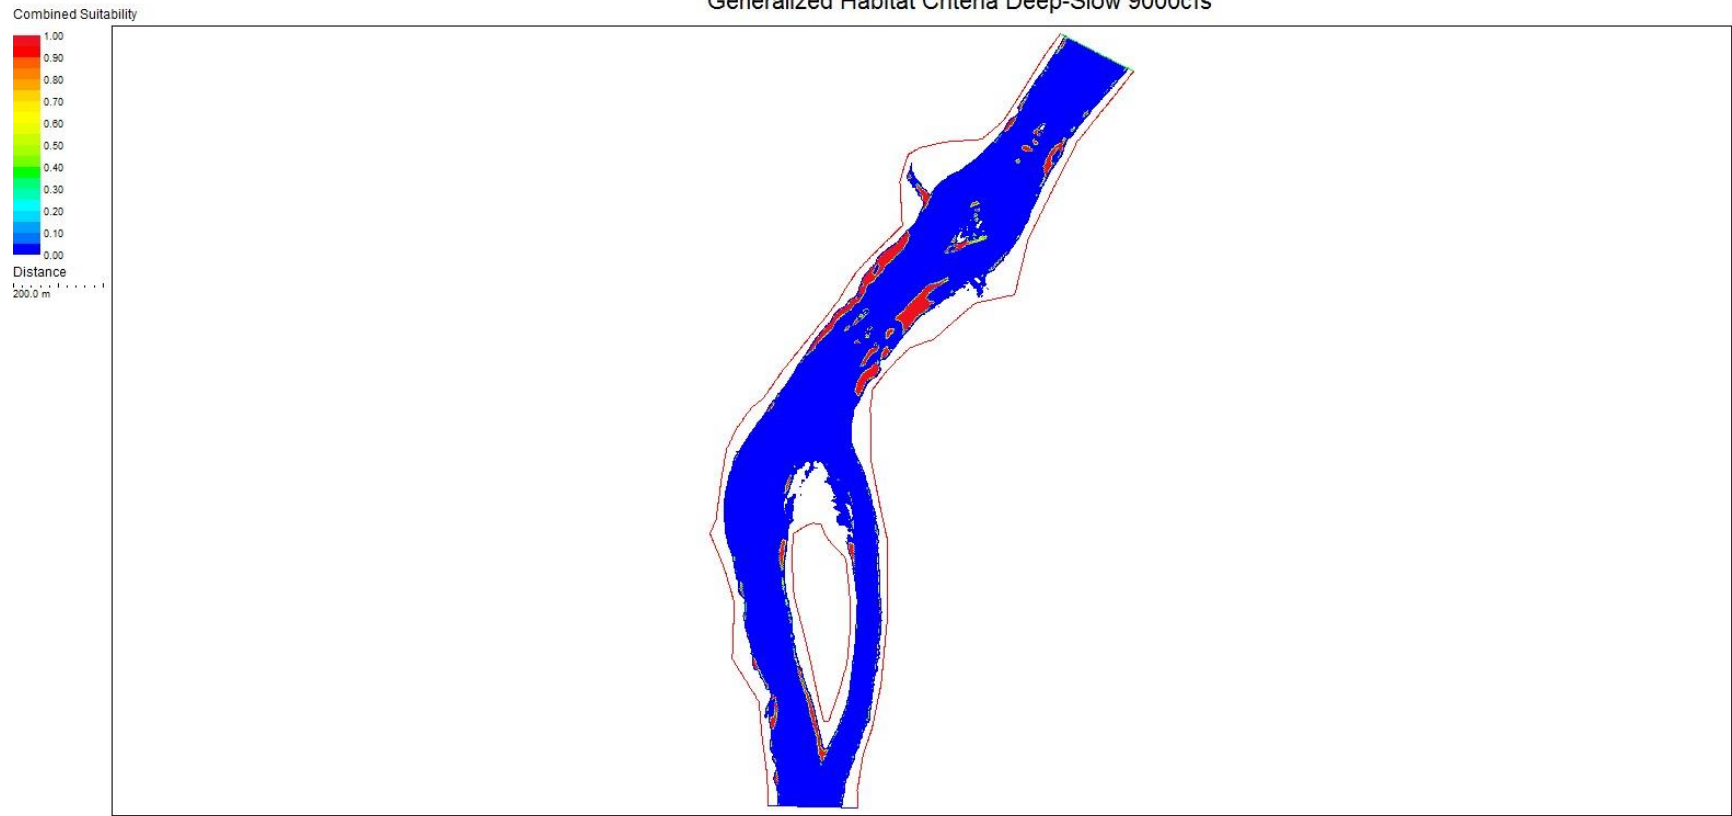 Generalized Habitat Criteria Deep-Slow 9000cfs
Combined Suitability
1.00
0.90
0.80
0.70
0.60
0.50
0.40
0.30
0.20
0.10
0.00
Distance
200.0 m